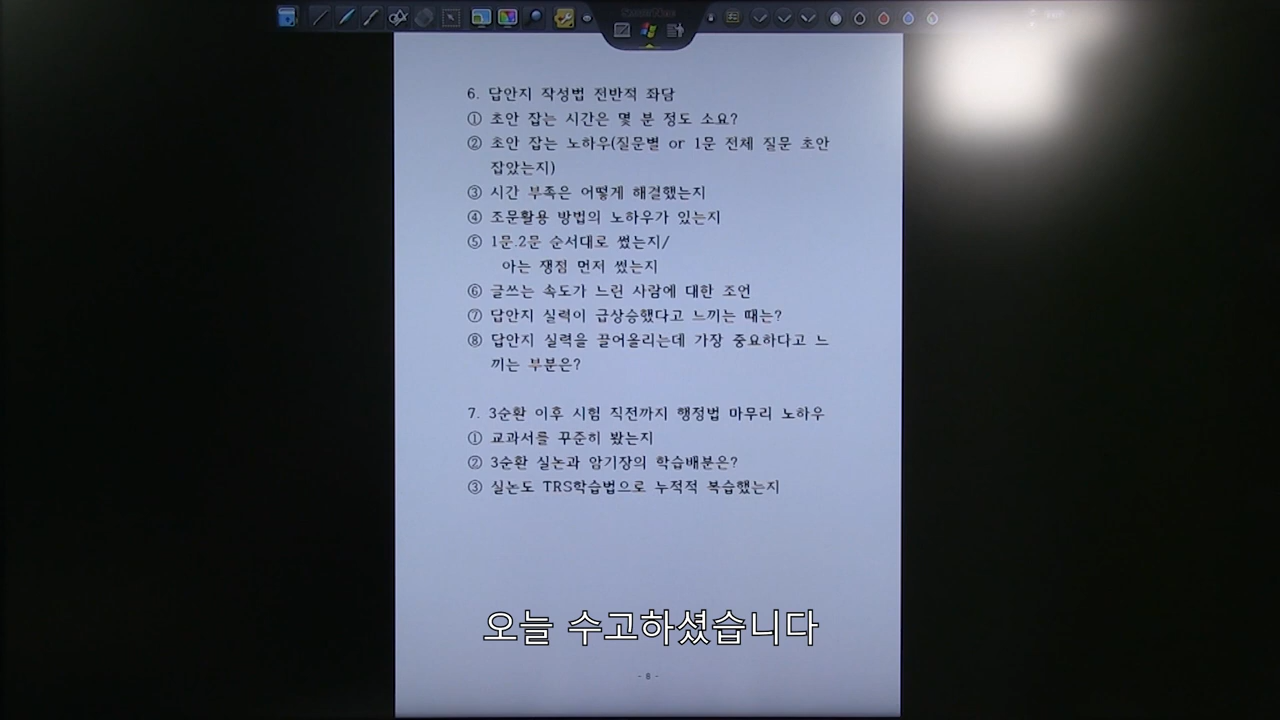 6. 답안지 작성법 전반적 좌담
① 초안 잡는 시간은 몇 분 정도 소요?
② 초안 잡는 노하우(질문별 or 1문 전체 질문 초안
잡았는지)
③ 시간 부족은 어떻게 해결했는지
④ 조문활용 방법의 노하우가 있는지
⑤ 1문.2문 순서대로 썼는지/
아는 쟁점 먼저 썼는지
⑥ 글쓰는 속도가 느린 사람에 대한 조언
⑦ 답안지 실력이 급상승했다고 느끼는 때는?
⑧ 답안지 실력을 끌어올리는데 가장 중요하다고 느
끼는 부분은?
7. 3순환 이후 시험 직전까지 행정법 마무리 노하우
① 교과서를 꾸준히 봤는지
② 3순환 실논과 암기장의 학습배분은?
③ 실논도 TRS학습법으로 누적적 복습했는지
오늘 수고하셨습니다
- 8 -